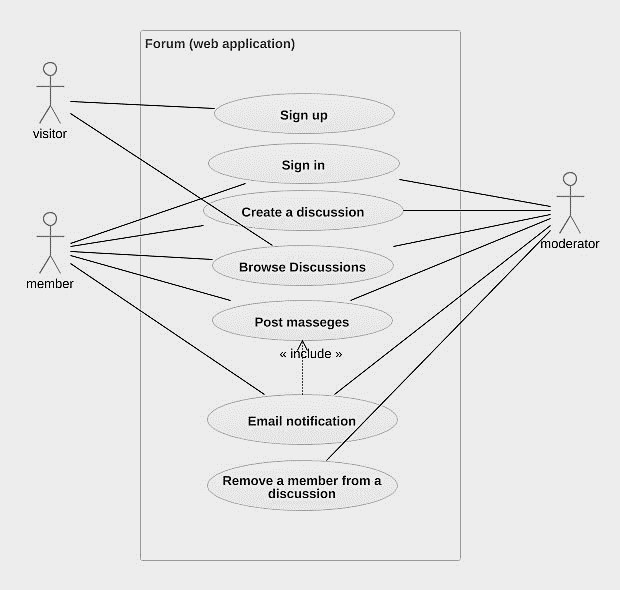 Forum (web application)
visitor
Sign up
Sign in
Create a discussion
member
moderator
Browse Discussions
Post masseges
« include »
Email notification
Remove a member from a
discussion